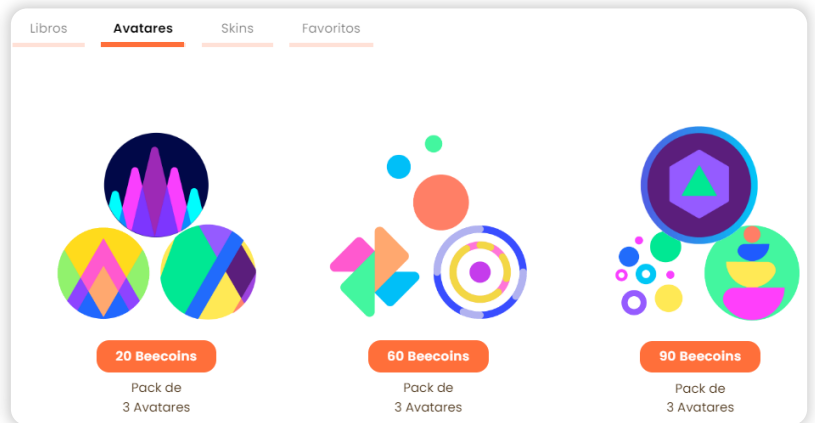 Libros
Avatares
Skins
Favoritos
20 Beecoins
60 Beecoins
90 Beecoins
Pack de
3 Avatares
Pack de
3 Avatares
Pack de
3 Avatares